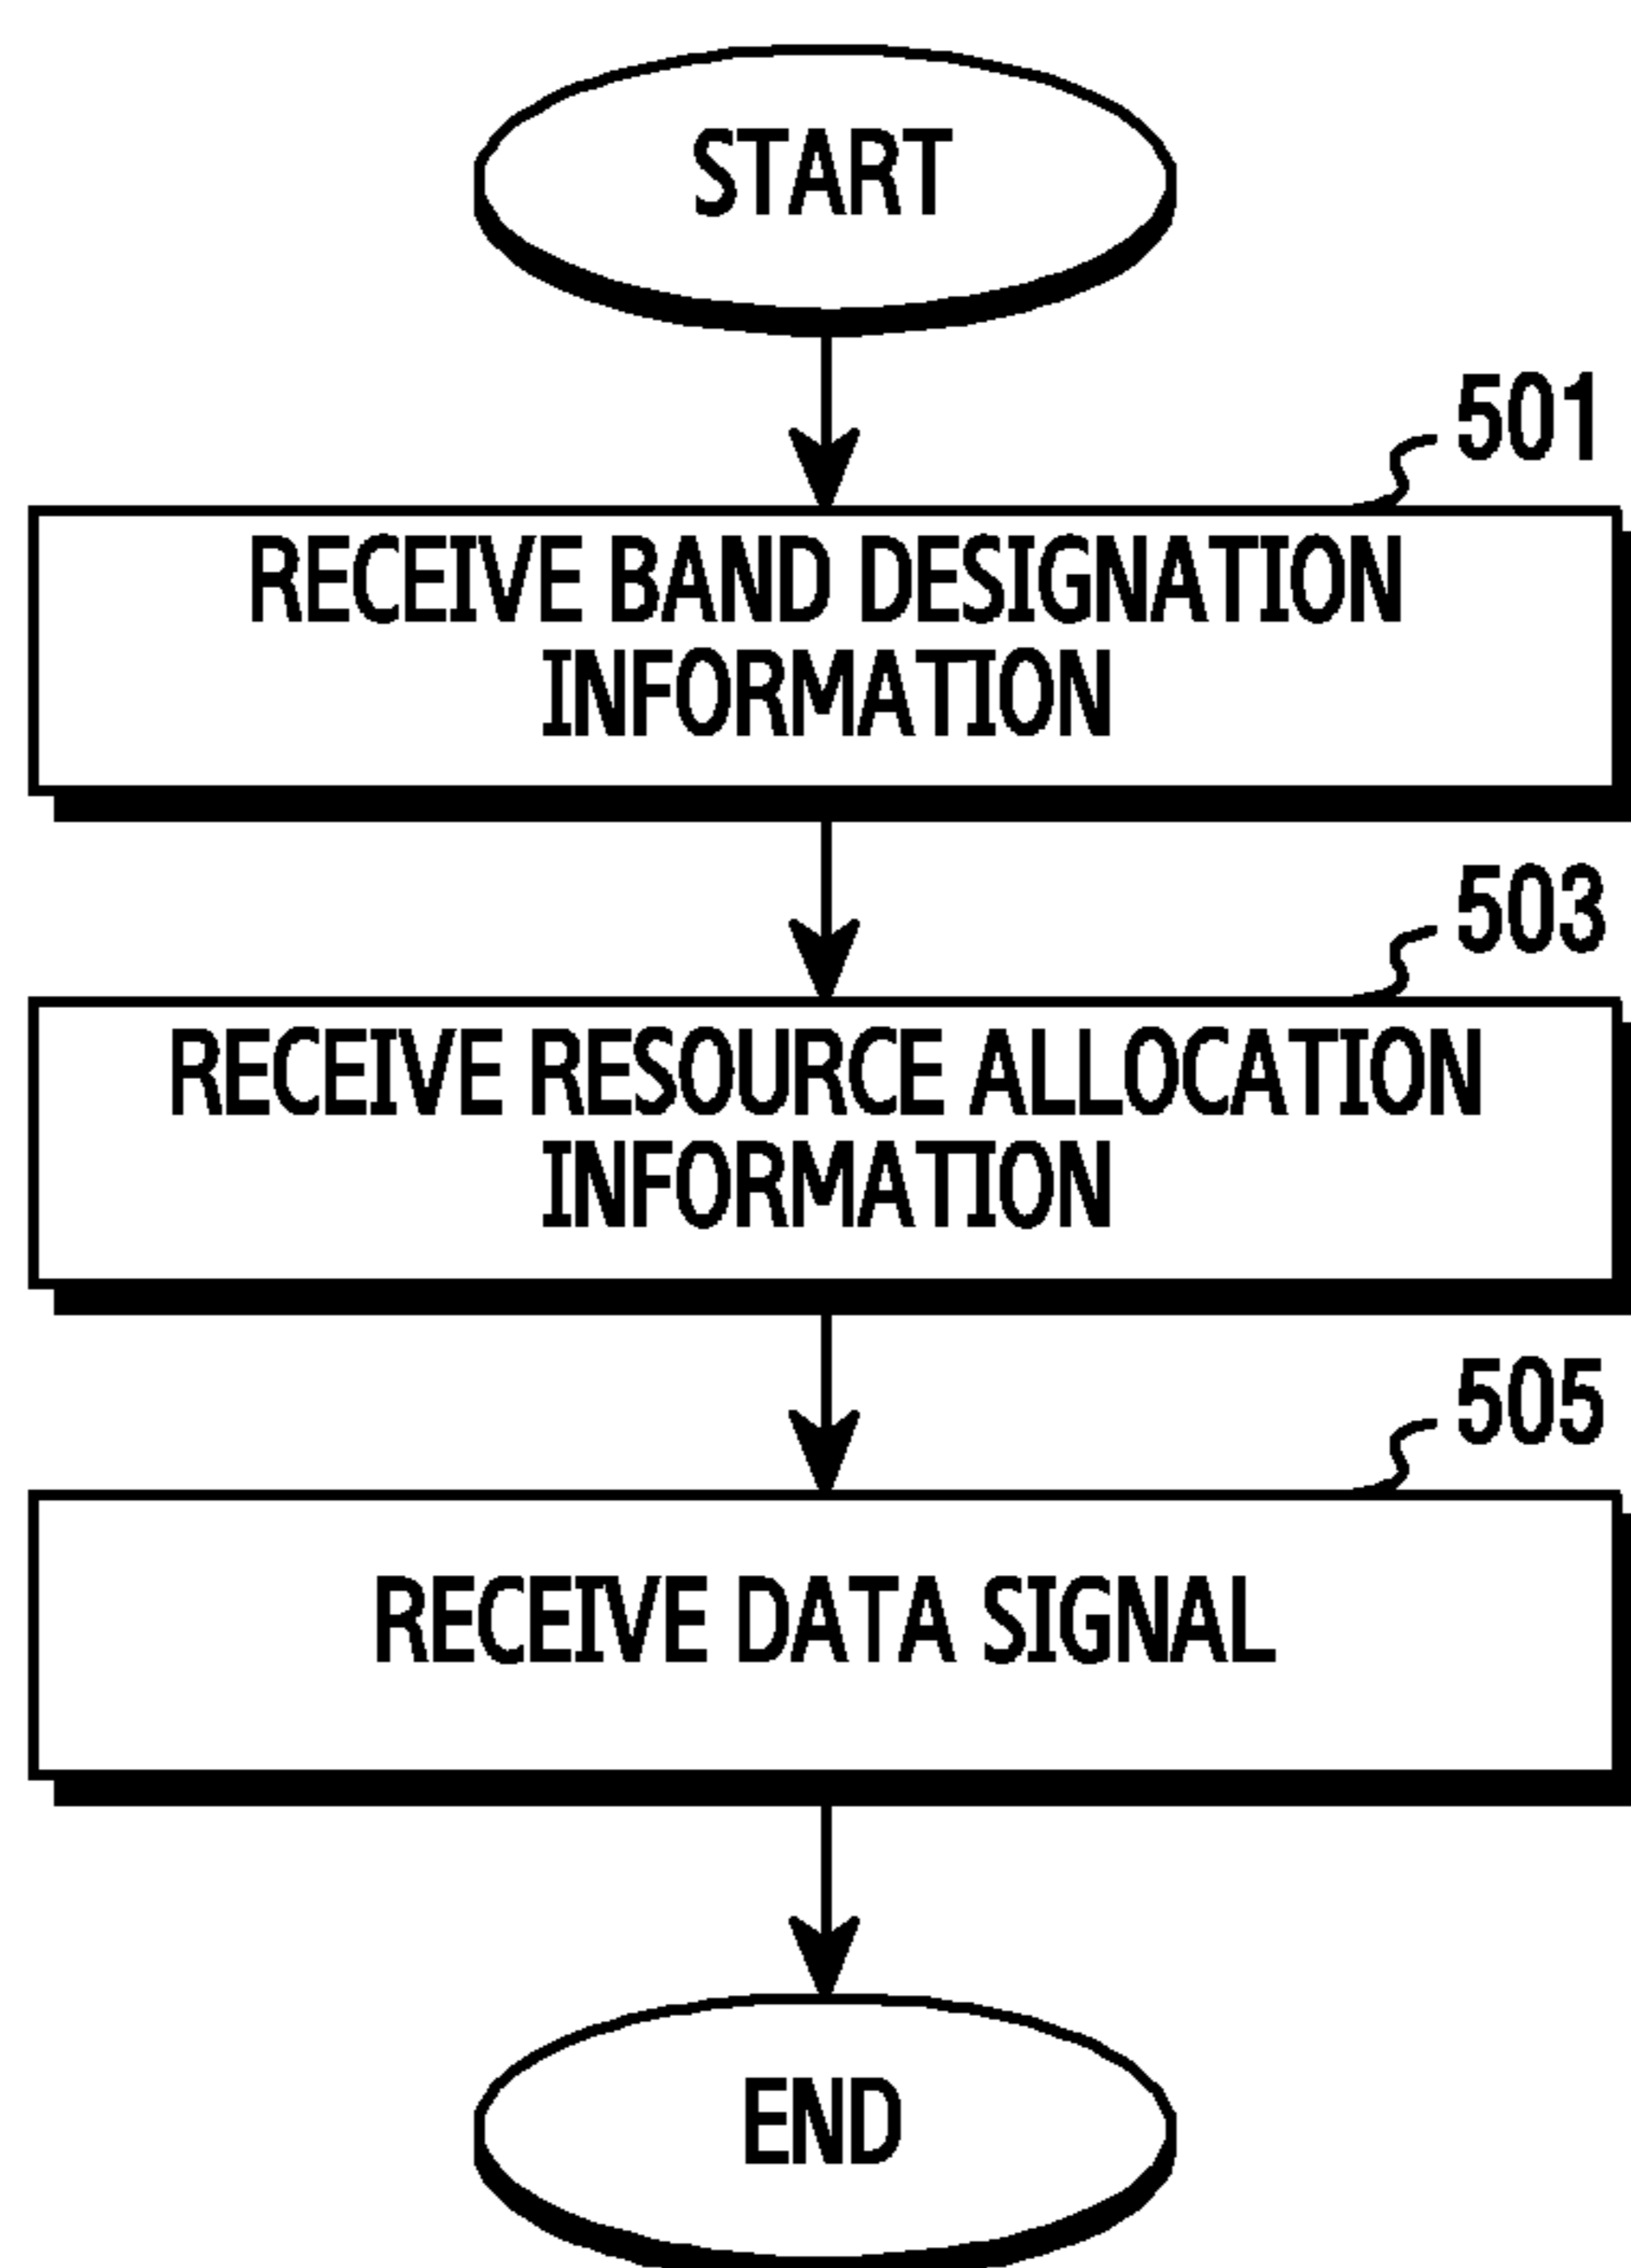 START
501
RECEIVE BAND DESIGNATION
INFORMATION
503
RECEIVE RESOURCE ALLOCATION
INFORMATION
505
RECEIVE DATA SIGNAL
END